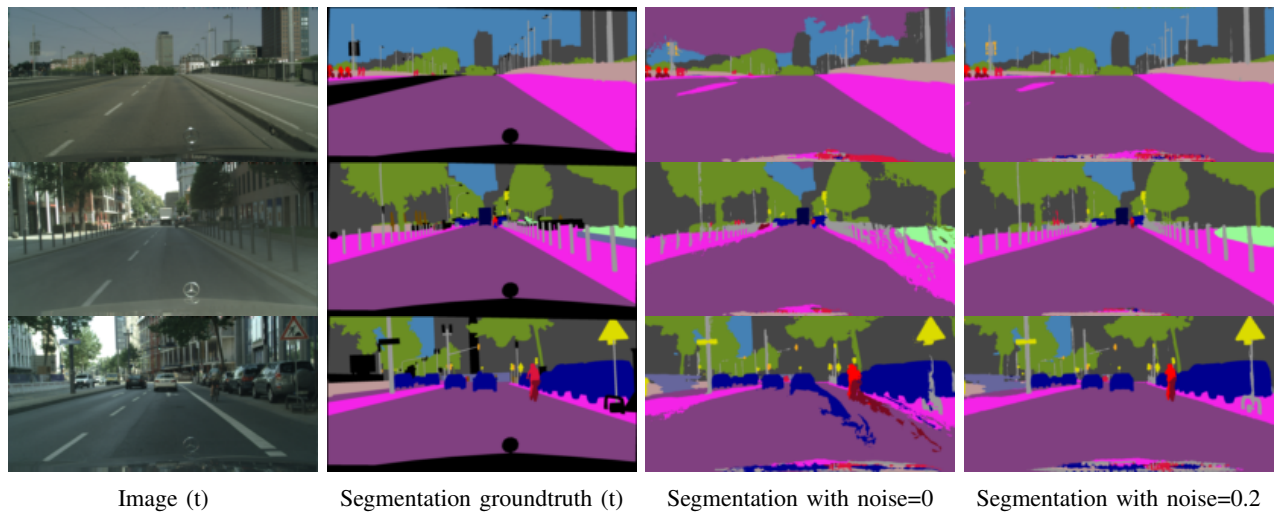 Image (t)
Segmentation groundtruth (t)
Segmentation with noise=0
Segmentation with noise=0.2